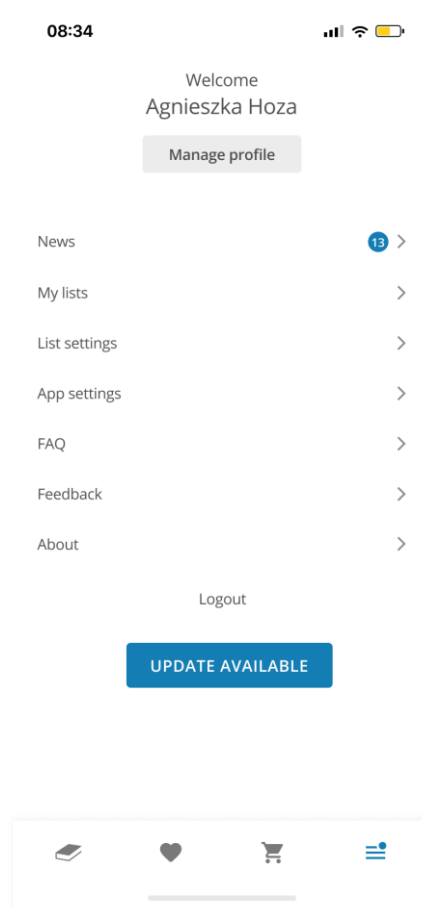 08:34
Welcome
Agnieszka Hoza
Manage profile
News 13
My lists
List settings
App settings
FAQ
Feedback
About
Logout
UPDATE AVAILABLE